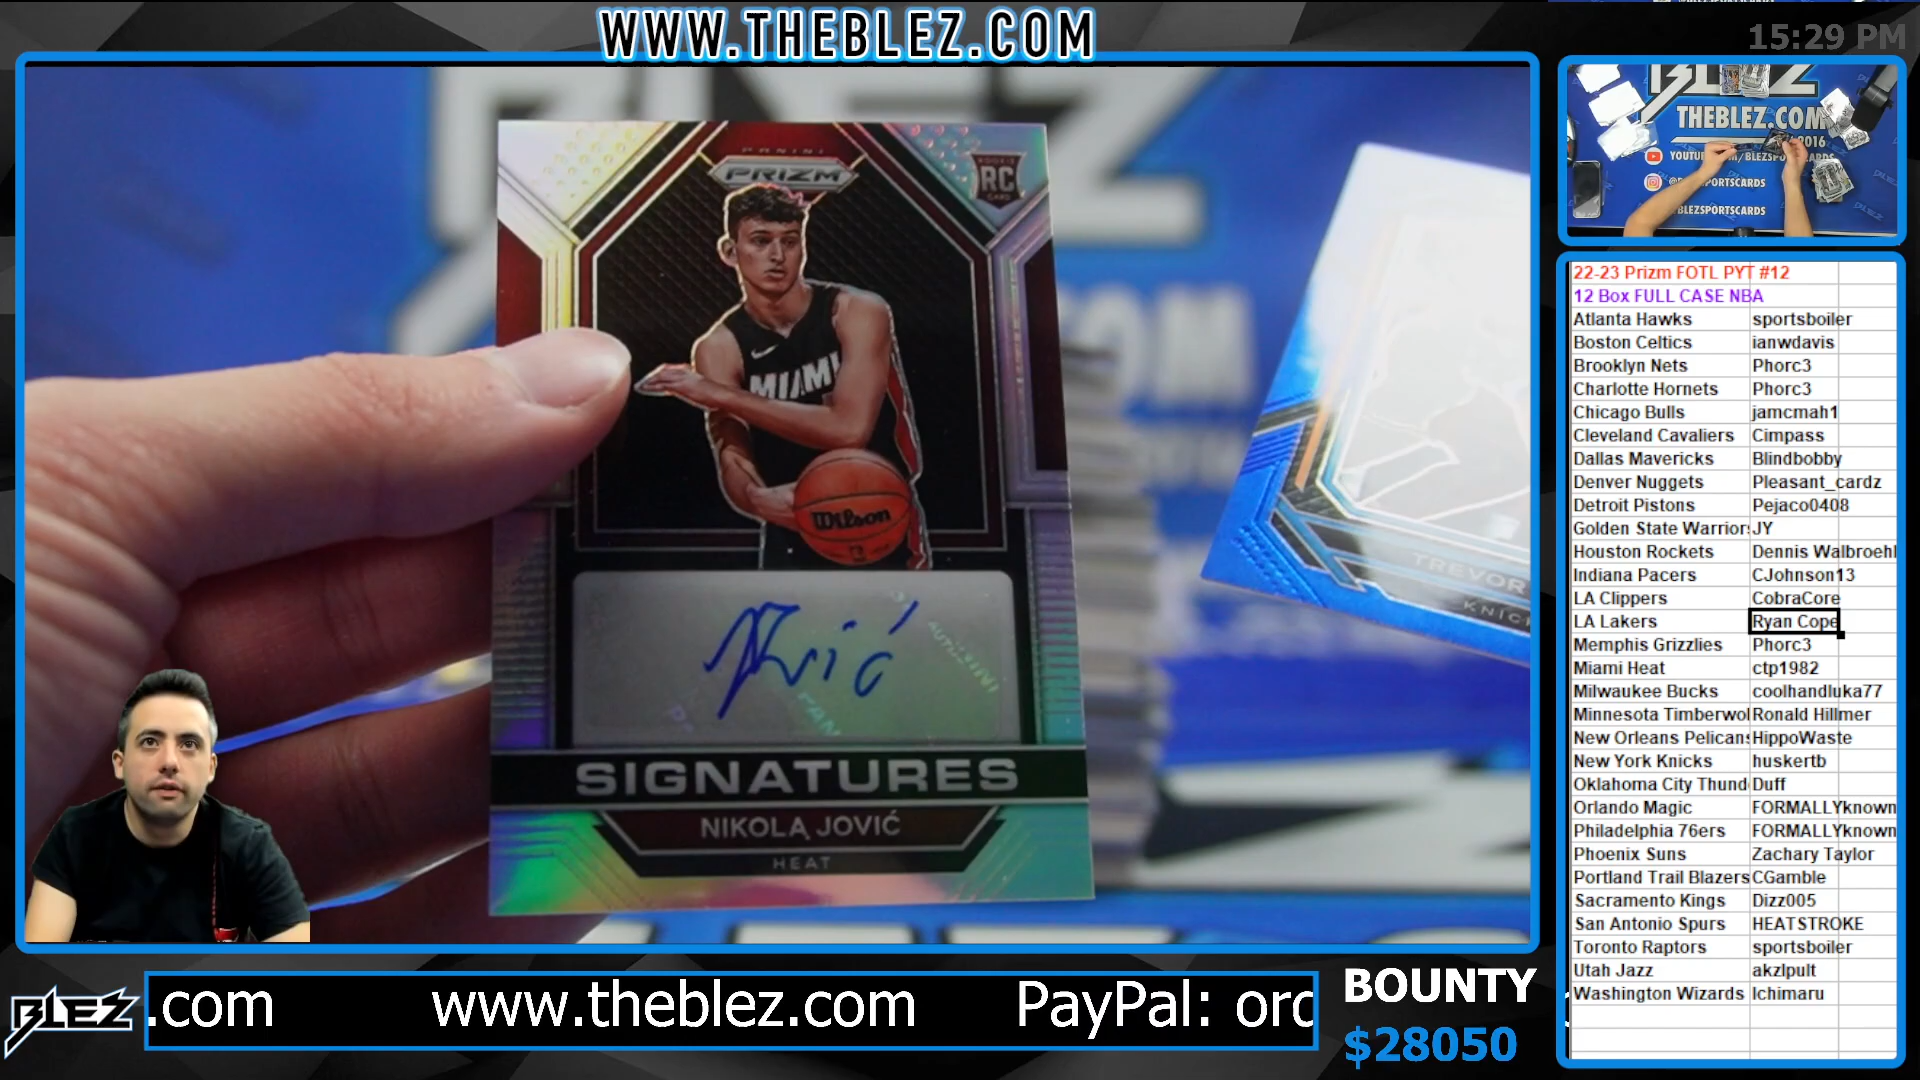 WWW.THEBLEZ.COM
15:29 PM
PANINI
PRIZM
ROOKIE
RC
CARD
MIAMI
Wilson
Jović
SIGNATURES
NIKOLA JOVIĆ
HEAT
TREVOR
BLEZ
THEBLEZ.COM
2016
22-23 Prizm FOTL PYT #12
12 Box FULL CASE NBA
Atlanta Hawks sportsboiler
Boston Celtics ianwdavis
Brooklyn Nets Phorc3
Charlotte Hornets Phorc3
Chicago Bulls jamcmah1
Cleveland Cavaliers Cimpass
Dallas Mavericks Blindbobby
Denver Nuggets Pleasant_cardz
Detroit Pistons Pejaco0408
Golden State Warrior JY
Houston Rockets Dennis Walbroehl
Indiana Pacers CJohnson13
LA Clippers CobraCore
LA Lakers Ryan Cope
Memphis Grizzlies Phorc3
Miami Heat ctp1982
Milwaukee Bucks coolhandluka77
Minnesota Timberwol Ronald Hillmer
New Orleans Pelicans HippoWaste
New York Knicks huskertb
Oklahoma City Thund Duff
Orlando Magic FORMALLYknown
Philadelphia 76ers FORMALLYknown
Phoenix Suns Zachary Taylor
Portland Trail Blazers CGamble
Sacramento Kings Dizz005
San Antonio Spurs HEATSTROKE
Toronto Raptors sportsboiler
Utah Jazz akzlpult
Washington Wizards Ichimaru
BLEZ
.com www.theblez.com PayPal: orc
BOUNTY
$28050